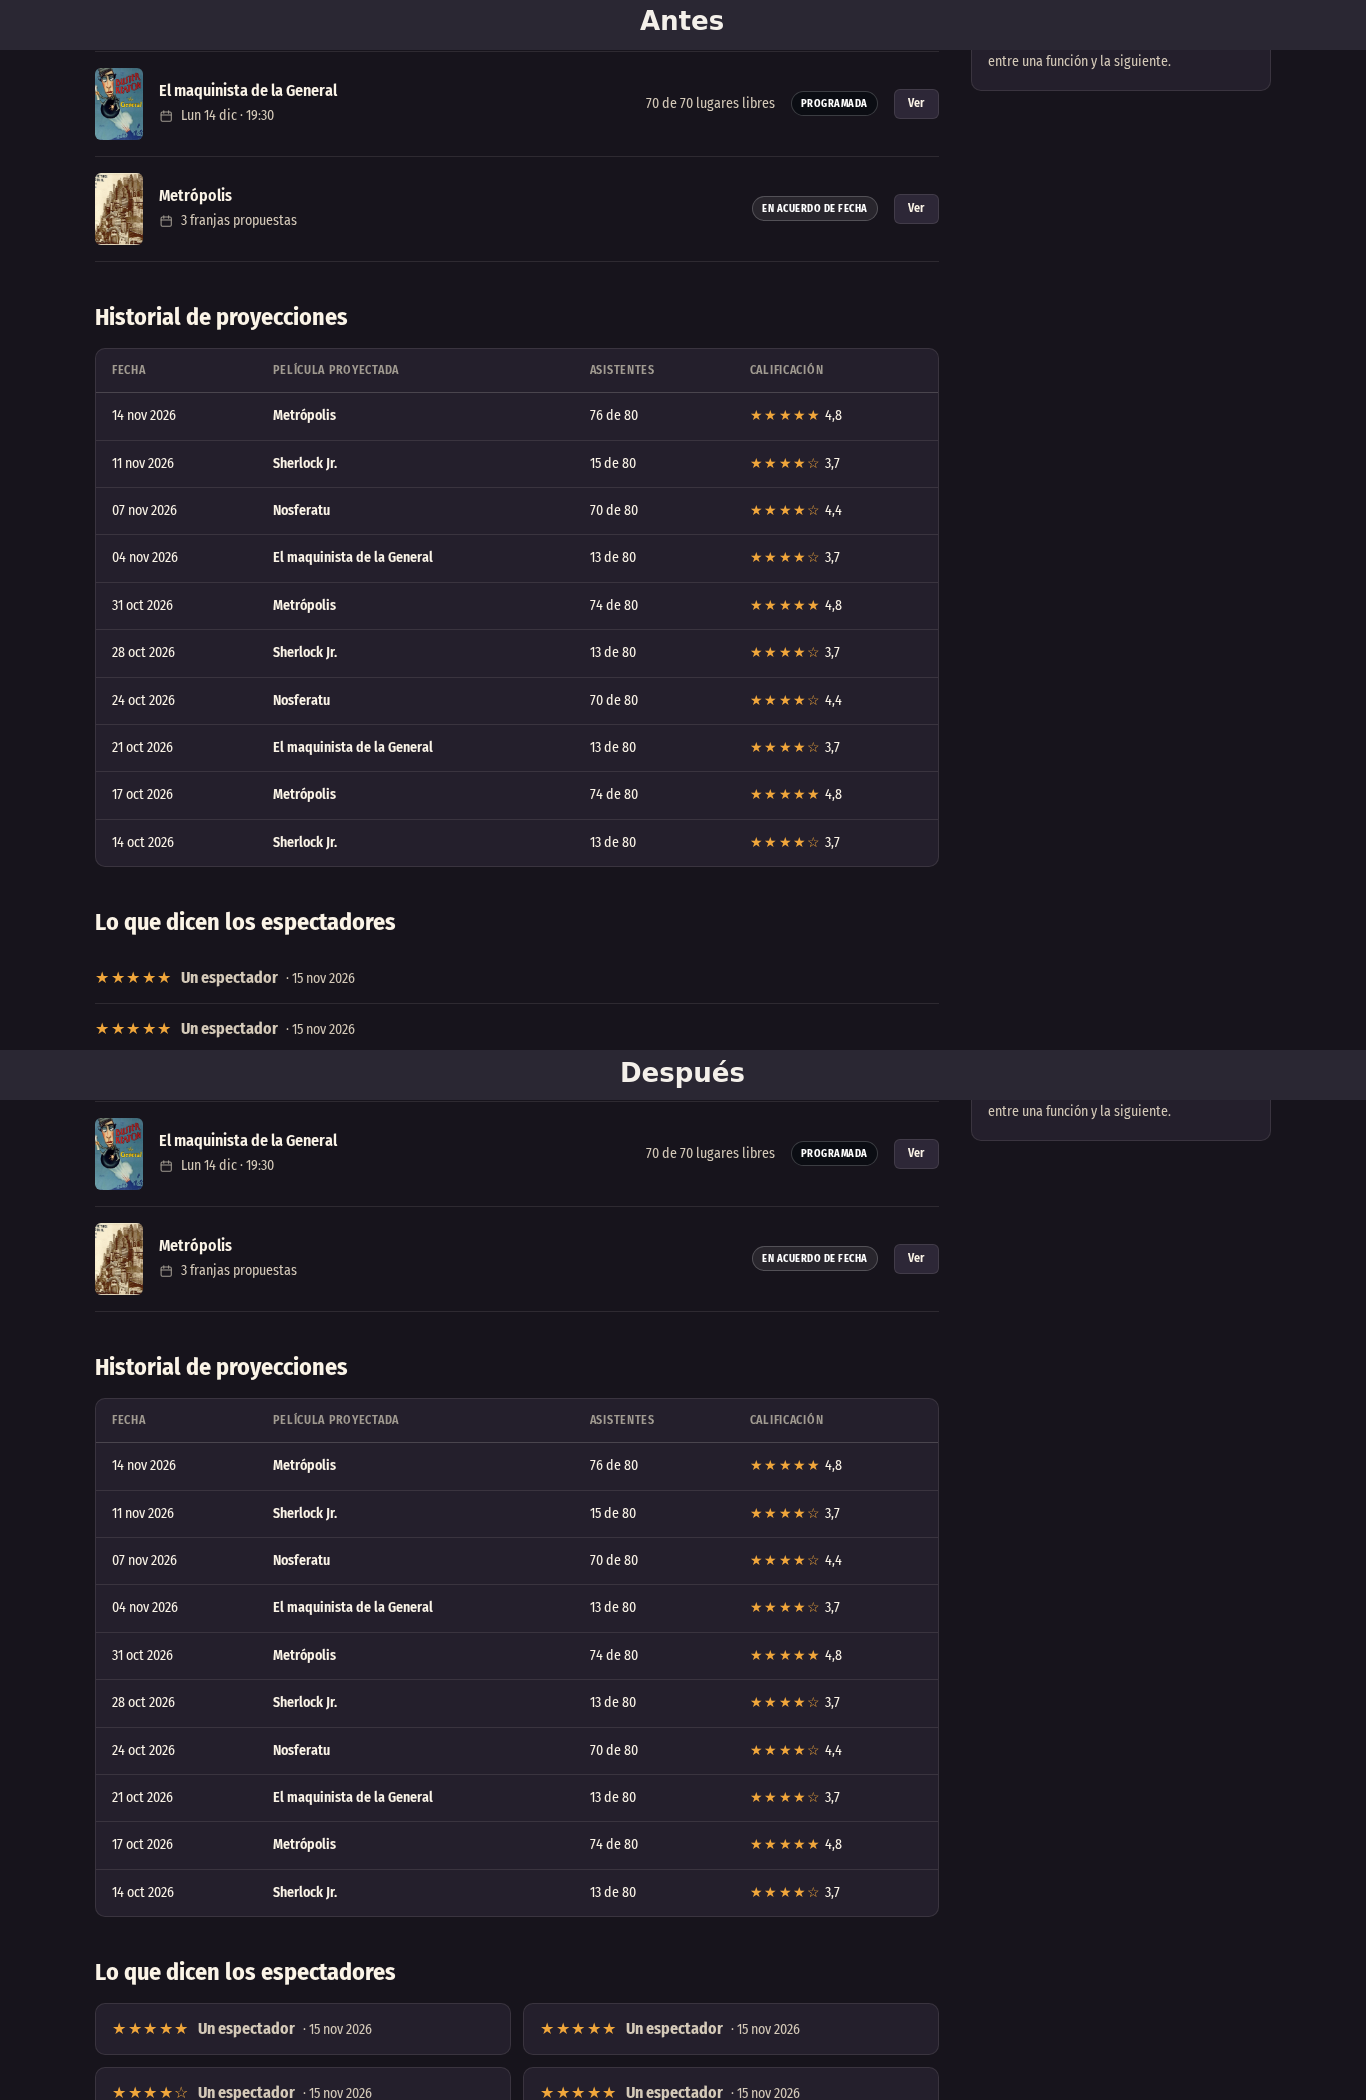 Antes
entre una función y la siguiente.
El maquinista de la General
Lun 14 dic · 19:30
70 de 70 lugares libres PROGRAMADA Ver
Metrópolis
3 franjas propuestas
EN ACUERDO DE FECHA Ver
Historial de proyecciones
FECHA PELÍCULA PROYECTADA ASISTENTES CALIFICACIÓN
14 nov 2026 Metrópolis 76 de 80 ★★★★★ 4,8
11 nov 2026 Sherlock Jr. 15 de 80 ★★★★☆ 3,7
07 nov 2026 Nosferatu 70 de 80 ★★★★☆ 4,4
04 nov 2026 El maquinista de la General 13 de 80 ★★★★☆ 3,7
31 oct 2026 Metrópolis 74 de 80 ★★★★★ 4,8
28 oct 2026 Sherlock Jr. 13 de 80 ★★★★☆ 3,7
24 oct 2026 Nosferatu 70 de 80 ★★★★☆ 4,4
21 oct 2026 El maquinista de la General 13 de 80 ★★★★☆ 3,7
17 oct 2026 Metrópolis 74 de 80 ★★★★★ 4,8
14 oct 2026 Sherlock Jr. 13 de 80 ★★★★☆ 3,7
Lo que dicen los espectadores
★★★★★ Un espectador · 15 nov 2026
★★★★★ Un espectador · 15 nov 2026
Después
entre una función y la siguiente.
El maquinista de la General
Lun 14 dic · 19:30
70 de 70 lugares libres PROGRAMADA Ver
Metrópolis
3 franjas propuestas
EN ACUERDO DE FECHA Ver
Historial de proyecciones
FECHA PELÍCULA PROYECTADA ASISTENTES CALIFICACIÓN
14 nov 2026 Metrópolis 76 de 80 ★★★★★ 4,8
11 nov 2026 Sherlock Jr. 15 de 80 ★★★★☆ 3,7
07 nov 2026 Nosferatu 70 de 80 ★★★★☆ 4,4
04 nov 2026 El maquinista de la General 13 de 80 ★★★★☆ 3,7
31 oct 2026 Metrópolis 74 de 80 ★★★★★ 4,8
28 oct 2026 Sherlock Jr. 13 de 80 ★★★★☆ 3,7
24 oct 2026 Nosferatu 70 de 80 ★★★★☆ 4,4
21 oct 2026 El maquinista de la General 13 de 80 ★★★★☆ 3,7
17 oct 2026 Metrópolis 74 de 80 ★★★★★ 4,8
14 oct 2026 Sherlock Jr. 13 de 80 ★★★★☆ 3,7
Lo que dicen los espectadores
★★★★★ Un espectador · 15 nov 2026
★★★★★ Un espectador · 15 nov 2026
★★★★☆ Un espectador · 15 nov 2026
★★★★★ Un espectador · 15 nov 2026